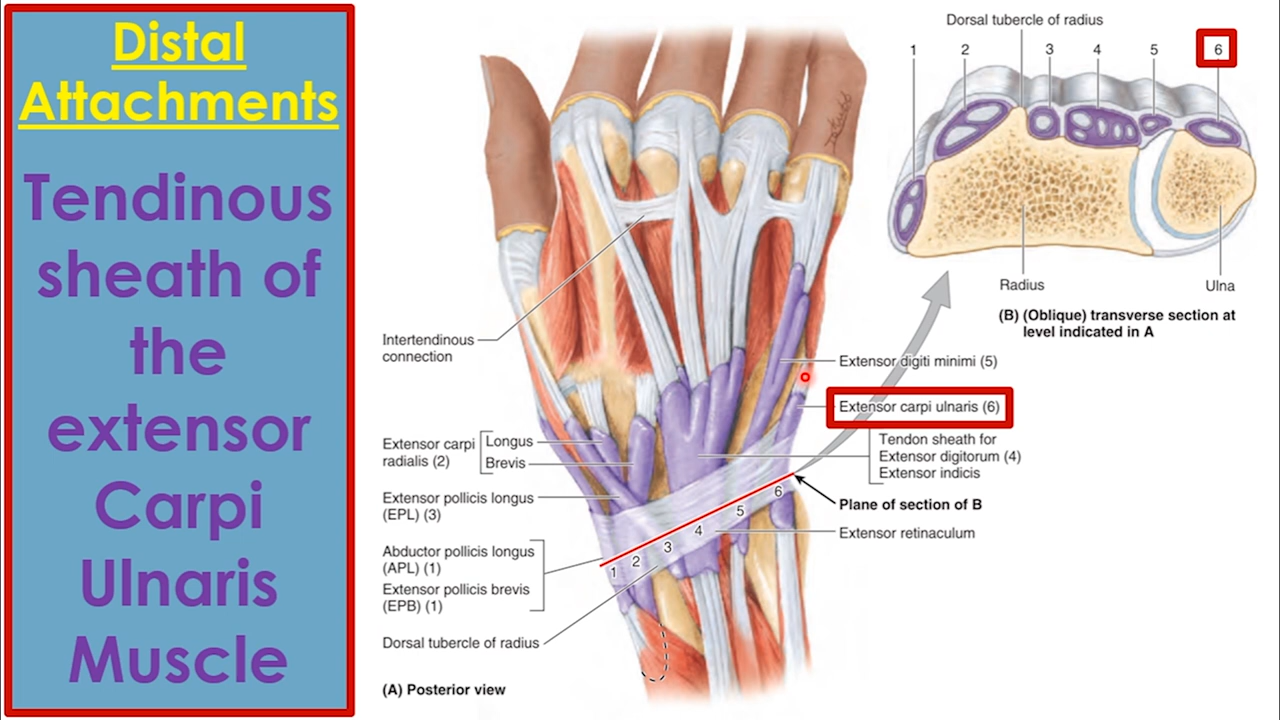 Distal
Attachments
Tendinous
sheath of
the
extensor
Carpi
Ulnaris
Muscle
Intertendinous
connection
Extensor carpi
radialis (2)
Longus
Brevis
Extensor pollicis longus
(EPL) (3)
Abductor pollicis longus
(APL) (1)
Extensor pollicis brevis
(EPB) (1)
Dorsal tubercle of radius
(A) Posterior view
1
2
3
4
5
6
Extensor digiti minimi (5)
Extensor carpi ulnaris (6)
Tendon sheath for
Extensor digitorum (4)
Extensor indicis
Plane of section of B
Extensor retinaculum
Dorsal tubercle of radius
1 2 3 4 5 6
Radius
Ulna
(B) (Oblique) transverse section at
level indicated in A